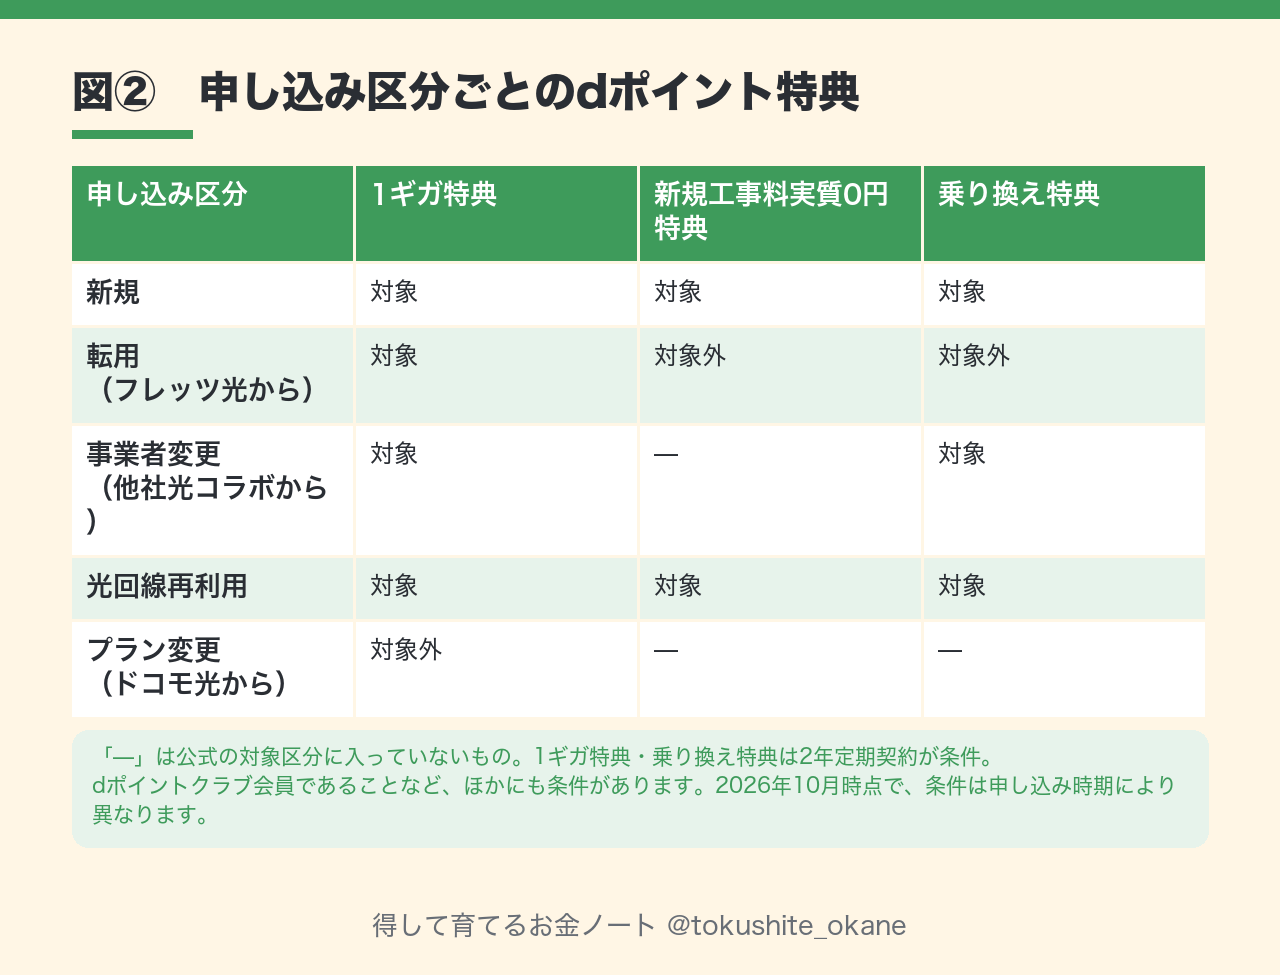 図②　申し込み区分ごとのdポイント特典
申し込み区分　1ギガ特典　新規工事料実質0円特典　乗り換え特典
新規　対象　対象　対象
転用（フレッツ光から）　対象　対象外　対象外
事業者変更（他社光コラボから）　対象　—　対象
光回線再利用　対象　対象　対象
プラン変更（ドコモ光から）　対象外　—　—
「—」は公式の対象区分に入っていないもの。1ギガ特典・乗り換え特典は2年定期契約が条件。
dポイントクラブ会員であることなど、ほかにも条件があります。2026年10月時点で、条件は申し込み時期により
異なります。
得して育てるお金ノート @tokushite_okane